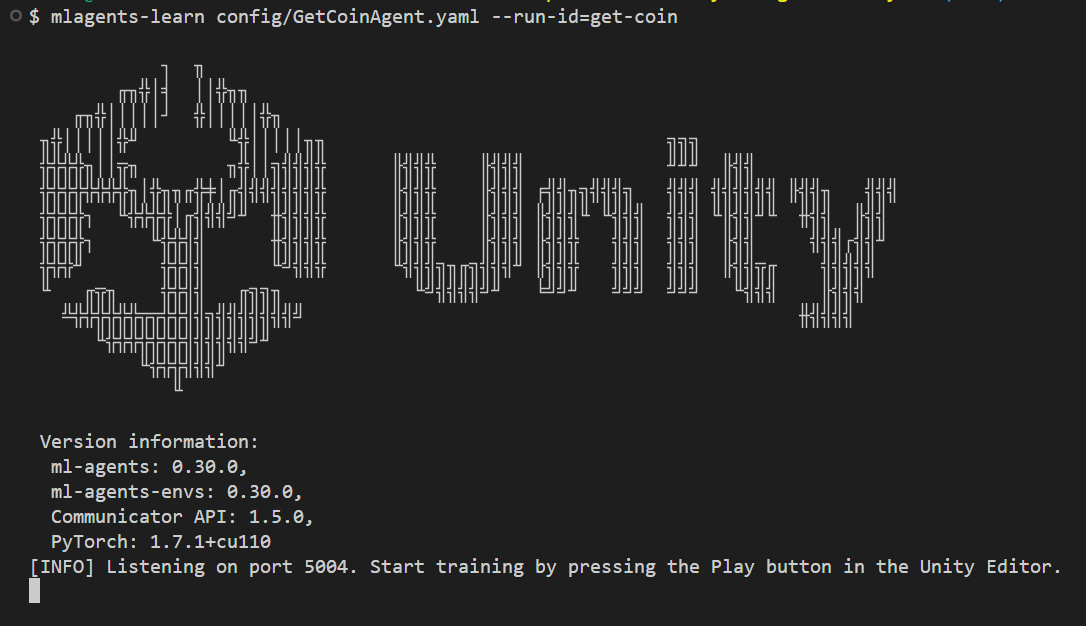 $ mlagents-learn config/GetCoinAgent.yaml --run-id=get-coin
Unity
Version information:
ml-agents: 0.30.0,
ml-agents-envs: 0.30.0,
Communicator API: 1.5.0,
PyTorch: 1.7.1+cu110
[INFO] Listening on port 5004. Start training by pressing the Play button in the Unity Editor.